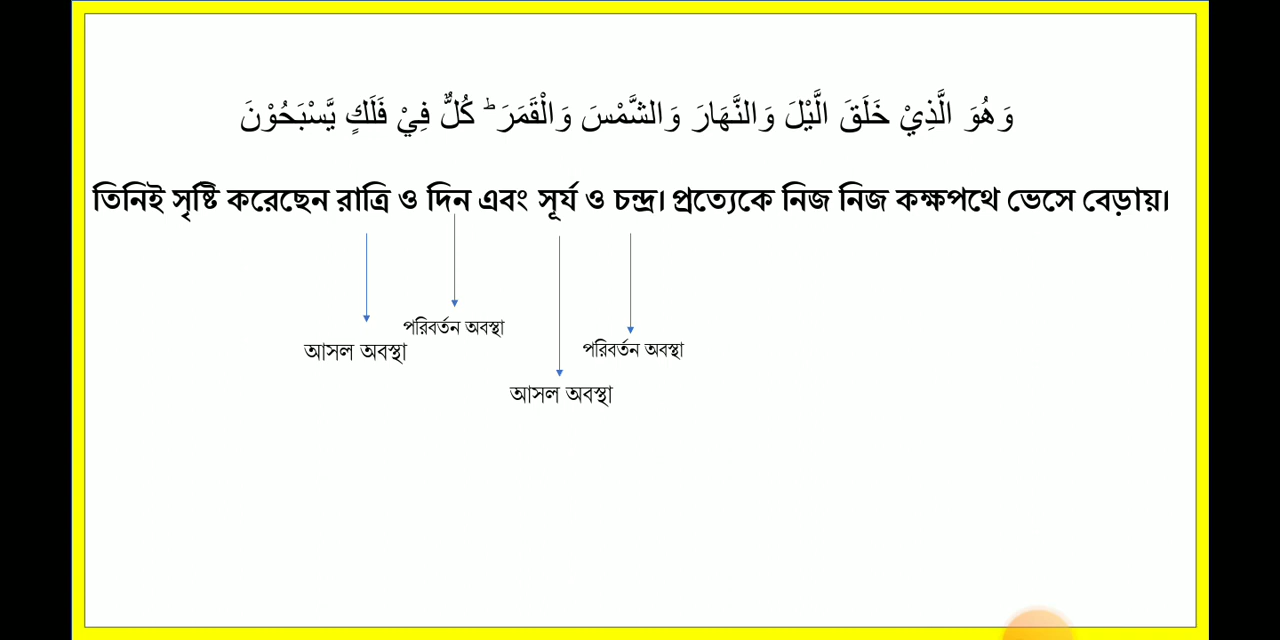 وَهُوَ الَّذِيْ خَلَقَ الَّيْلَ وَالنَّهَارَ وَالشَّمْسَ وَالْقَمَرَ ؕ كُلٌّ فِيْ فَلَكٍ يَّسْبَحُوْنَ
তিনিই সৃষ্টি করেছেন রাত্রি ও দিন এবং সূর্য ও চন্দ্র। প্রত্যেকে নিজ নিজ কক্ষপথে ভেসে বেড়ায়।
পরিবর্তন অবস্থা
আসল অবস্থা
পরিবর্তন অবস্থা
আসল অবস্থা